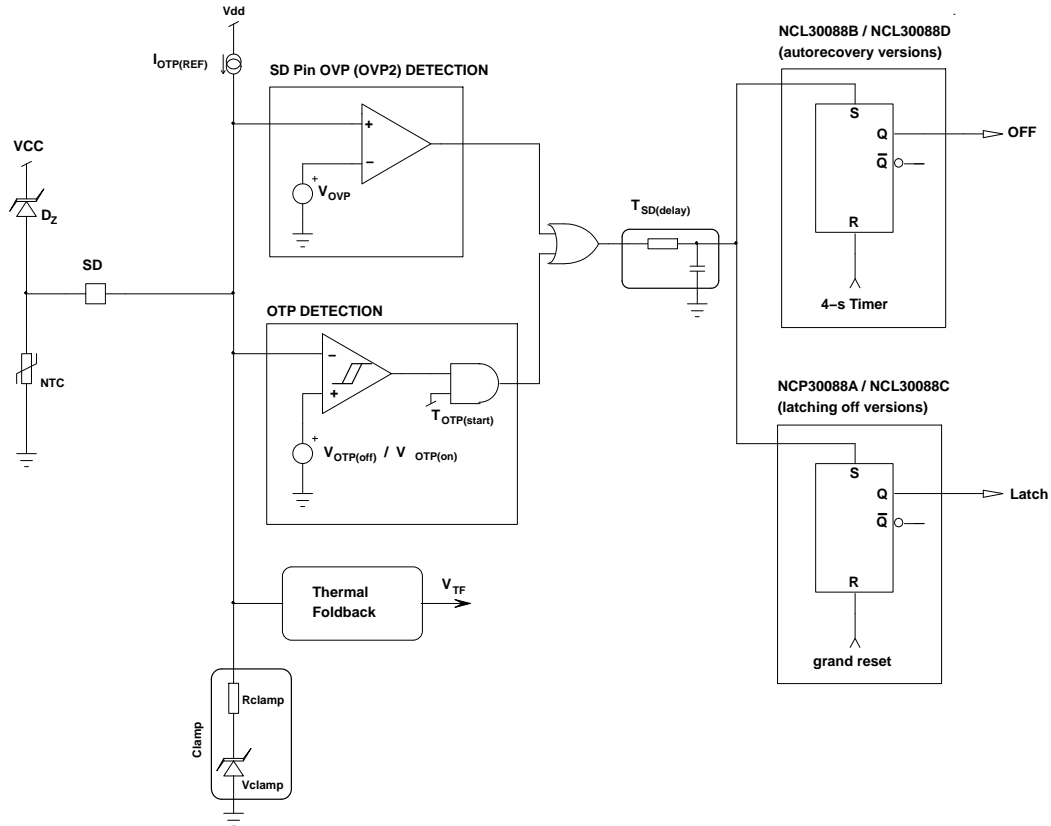 Vdd
NCL30088B / NCL30088D
(autorecovery versions)
IOTP(REF)
SD Pin OVP (OVP2) DETECTION
S
+
Q
OFF
VCC
−
Q
+
VOVP
DZ
TSD(delay)
R
SD
4−s Timer
OTP DETECTION
−
NTC
+
NCP30088A / NCL30088C
(latching off versions)
TOTP(start)
+
VOTP(off) / V OTP(on)
S
Q
Latch
Q
VTF
Thermal
Foldback
R
grand reset
Rclamp
Clamp
Vclamp